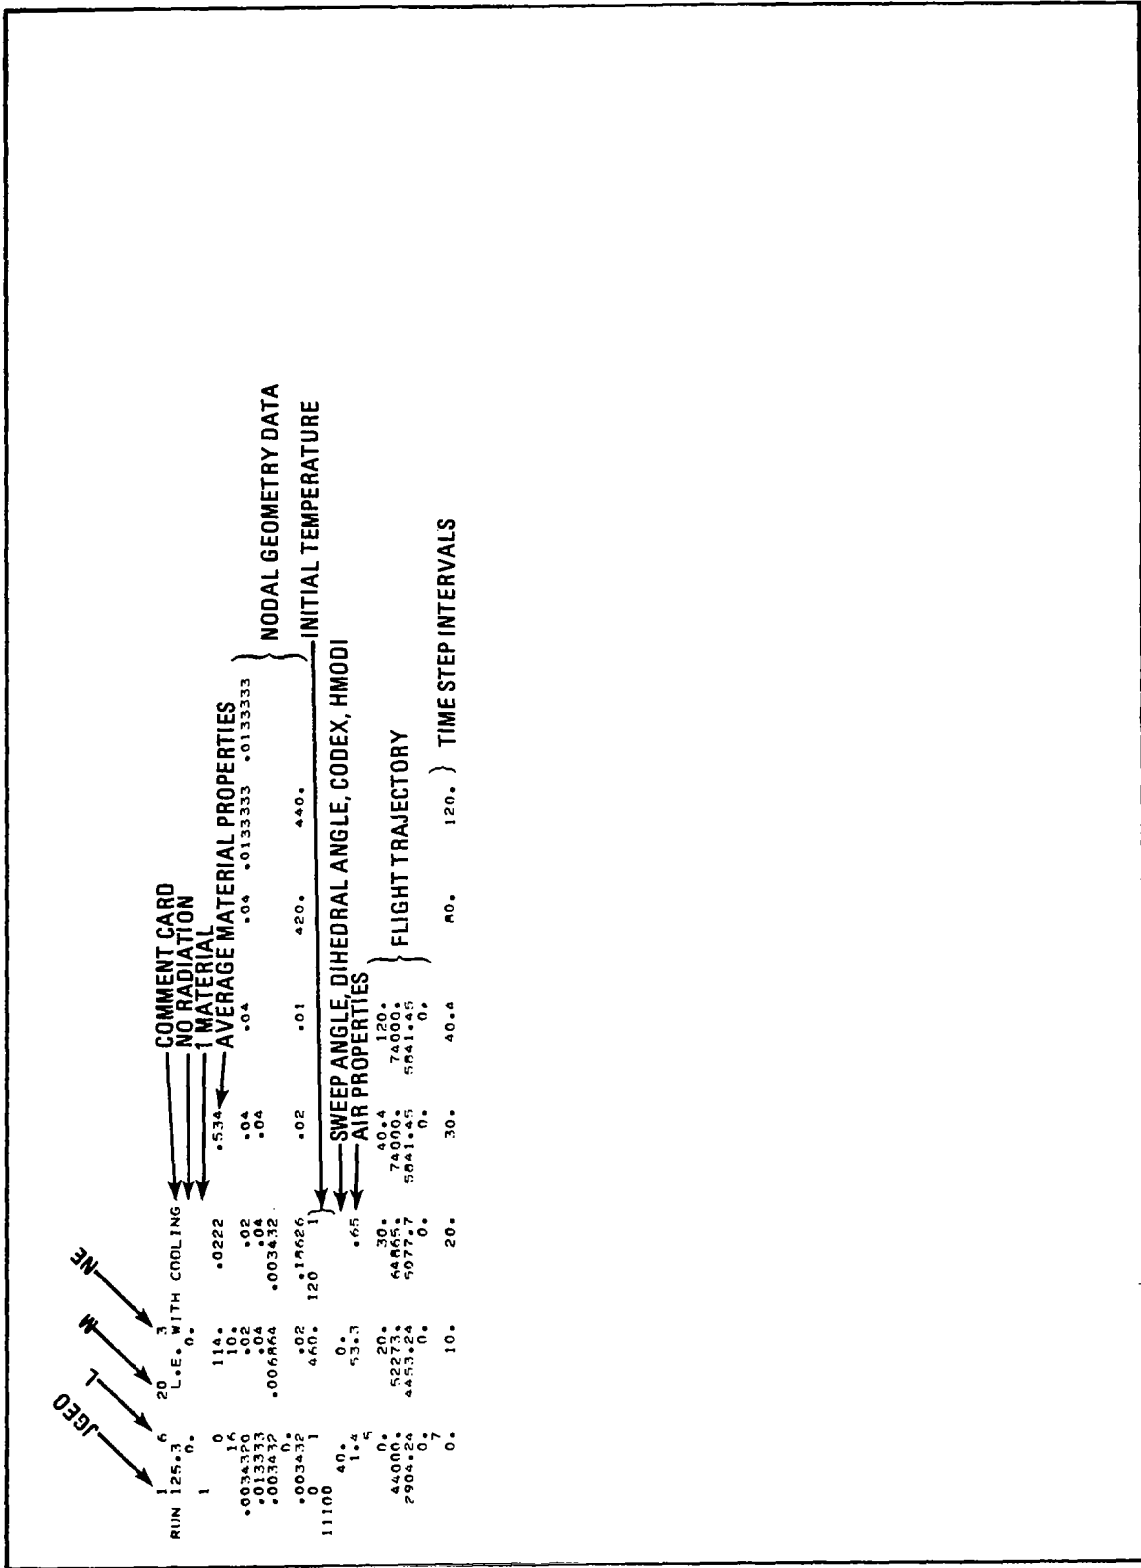 JGEO L M NE
1 6 20 3
RUN 125.3 L.E. WITH COOLING COMMENT CARD
0. 0. NO RADIATION
1 1 MATERIAL
0 114. .0222 .534 AVERAGE MATERIAL PROPERTIES
16 10.
.0034320 .02 .02 .04 .04 .04 .0133333 .0133333
.013333 .04 .04 .04
.003432 .006864 .003432
0. NODAL GEOMETRY DATA
.003432 .02 .18626 .02 .01 420. 440.
0 1 460. 120 1 INITIAL TEMPERATURE
11100
40. 0. SWEEP ANGLE, DIHEDRAL ANGLE, CODEX, HMODI
1.4 53.3 .65 AIR PROPERTIES
5
0. 20. 30. 40.4 120.
44000. 52273. 64865. 74000. 74000. FLIGHT TRAJECTORY
2904.24 4453.24 5077.7 5841.45 5841.45
0. 0. 0. 0. 0.
7
0. 10. 20. 30. 40.4 80. 120. TIME STEP INTERVALS